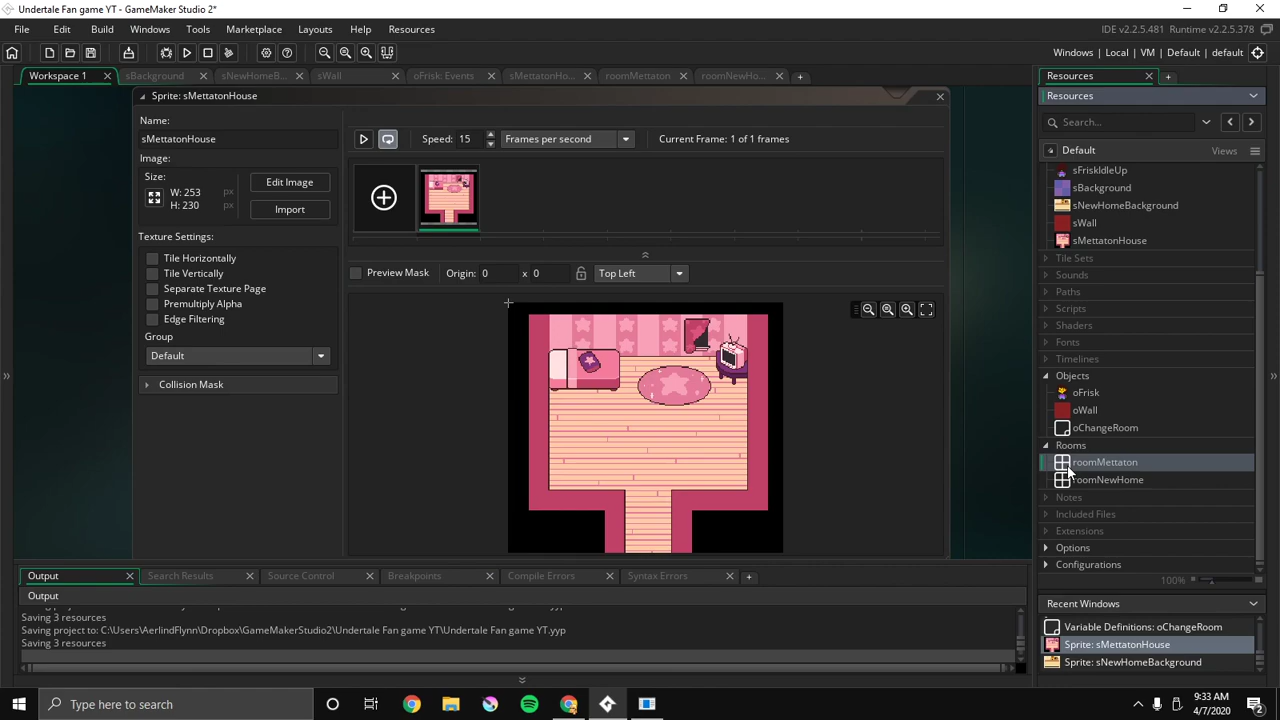 Undertale Fan game YT - GameMaker Studio 2*
File Edit Build Windows Tools Marketplace Layouts Help Resources
IDE v2.2.5.481 Runtime v2.2.5.378
Windows | Local | VM | Default | default
Workspace 1 sBackground sNewHomeB... sWall oFrisk: Events sMettatonHo... roomMettaton roomNewHo...
Sprite: sMettatonHouse
Name:
sMettatonHouse
Image:
Size:
W: 253 px
H: 230 px
Edit Image
Import
Texture Settings:
Tile Horizontally
Tile Vertically
Separate Texture Page
Premultiply Alpha
Edge Filtering
Group
Default
Collision Mask
Speed: 15 Frames per second Current Frame: 1 of 1 frames
Preview Mask Origin: 0 x 0 Top Left
Resources
Resources
Search...
Default Views
sFriskIdleUp
sBackground
sNewHomeBackground
sWall
sMettatonHouse
Tile Sets
Sounds
Paths
Scripts
Shaders
Fonts
Timelines
Objects
oFrisk
oWall
oChangeRoom
Rooms
roomMettaton
roomNewHome
Notes
Included Files
Extensions
Options
Configurations
100%
Recent Windows
Variable Definitions: oChangeRoom
Sprite: sMettatonHouse
Sprite: sNewHomeBackground
Output Search Results Source Control Breakpoints Compile Errors Syntax Errors
Output
Saving 3 resources
Saving project to: C:\Users\AerlindFlynn\Dropbox\GameMakerStudio2\Undertale Fan game YT\Undertale Fan game YT.yyp
Saving 3 resources
Type here to search
9:33 AM
4/7/2020
2